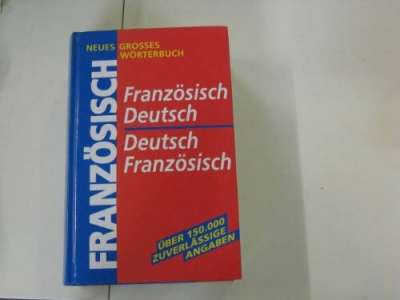 FRANZÖSISCH
NEUES GROSSES
WÖRTERBUCH
Französisch
Deutsch
Deutsch
Französisch
ÜBER 150.000
ZUVERLÄSSIGE
ANGABEN